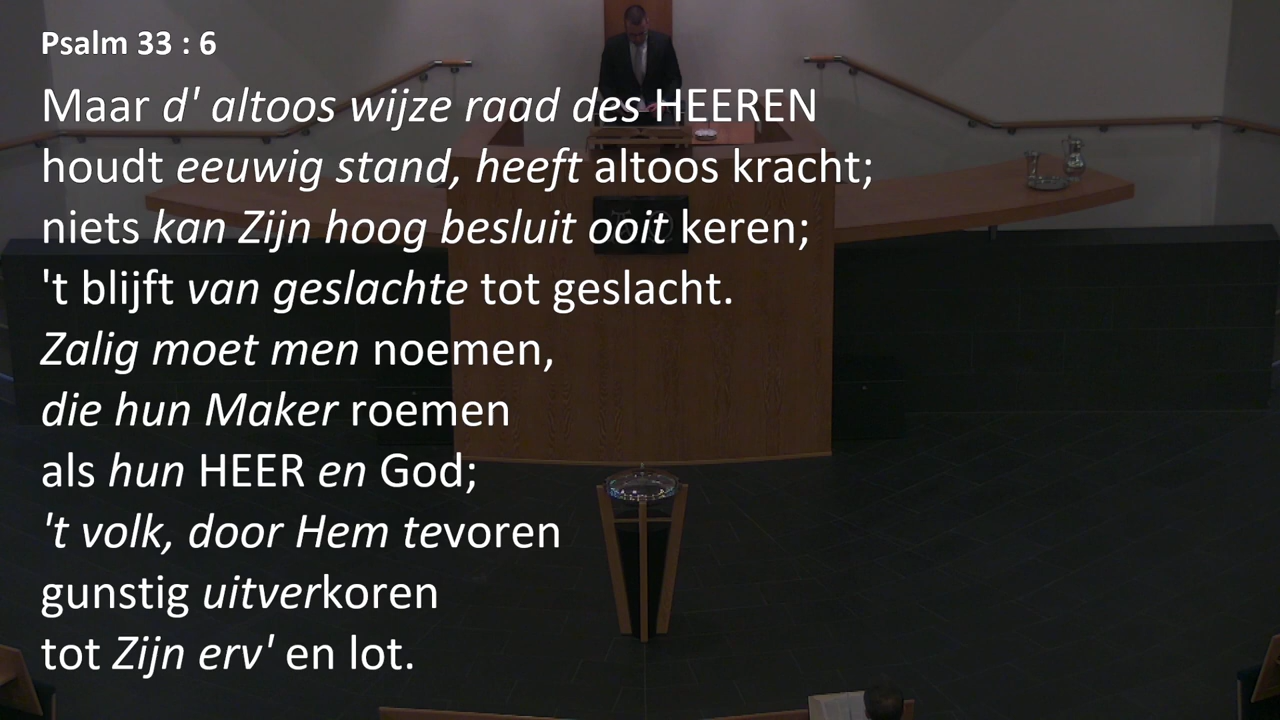 Psalm 33 : 6
Maar d' altoos wijze raad des HEEREN
houdt eeuwig stand, heeft altoos kracht;
niets kan Zijn hoog besluit ooit keren;
't blijft van geslachte tot geslacht.
Zalig moet men noemen,
die hun Maker roemen
als hun HEER en God;
't volk, door Hem tevoren
gunstig uitverkoren
tot Zijn erv' en lot.